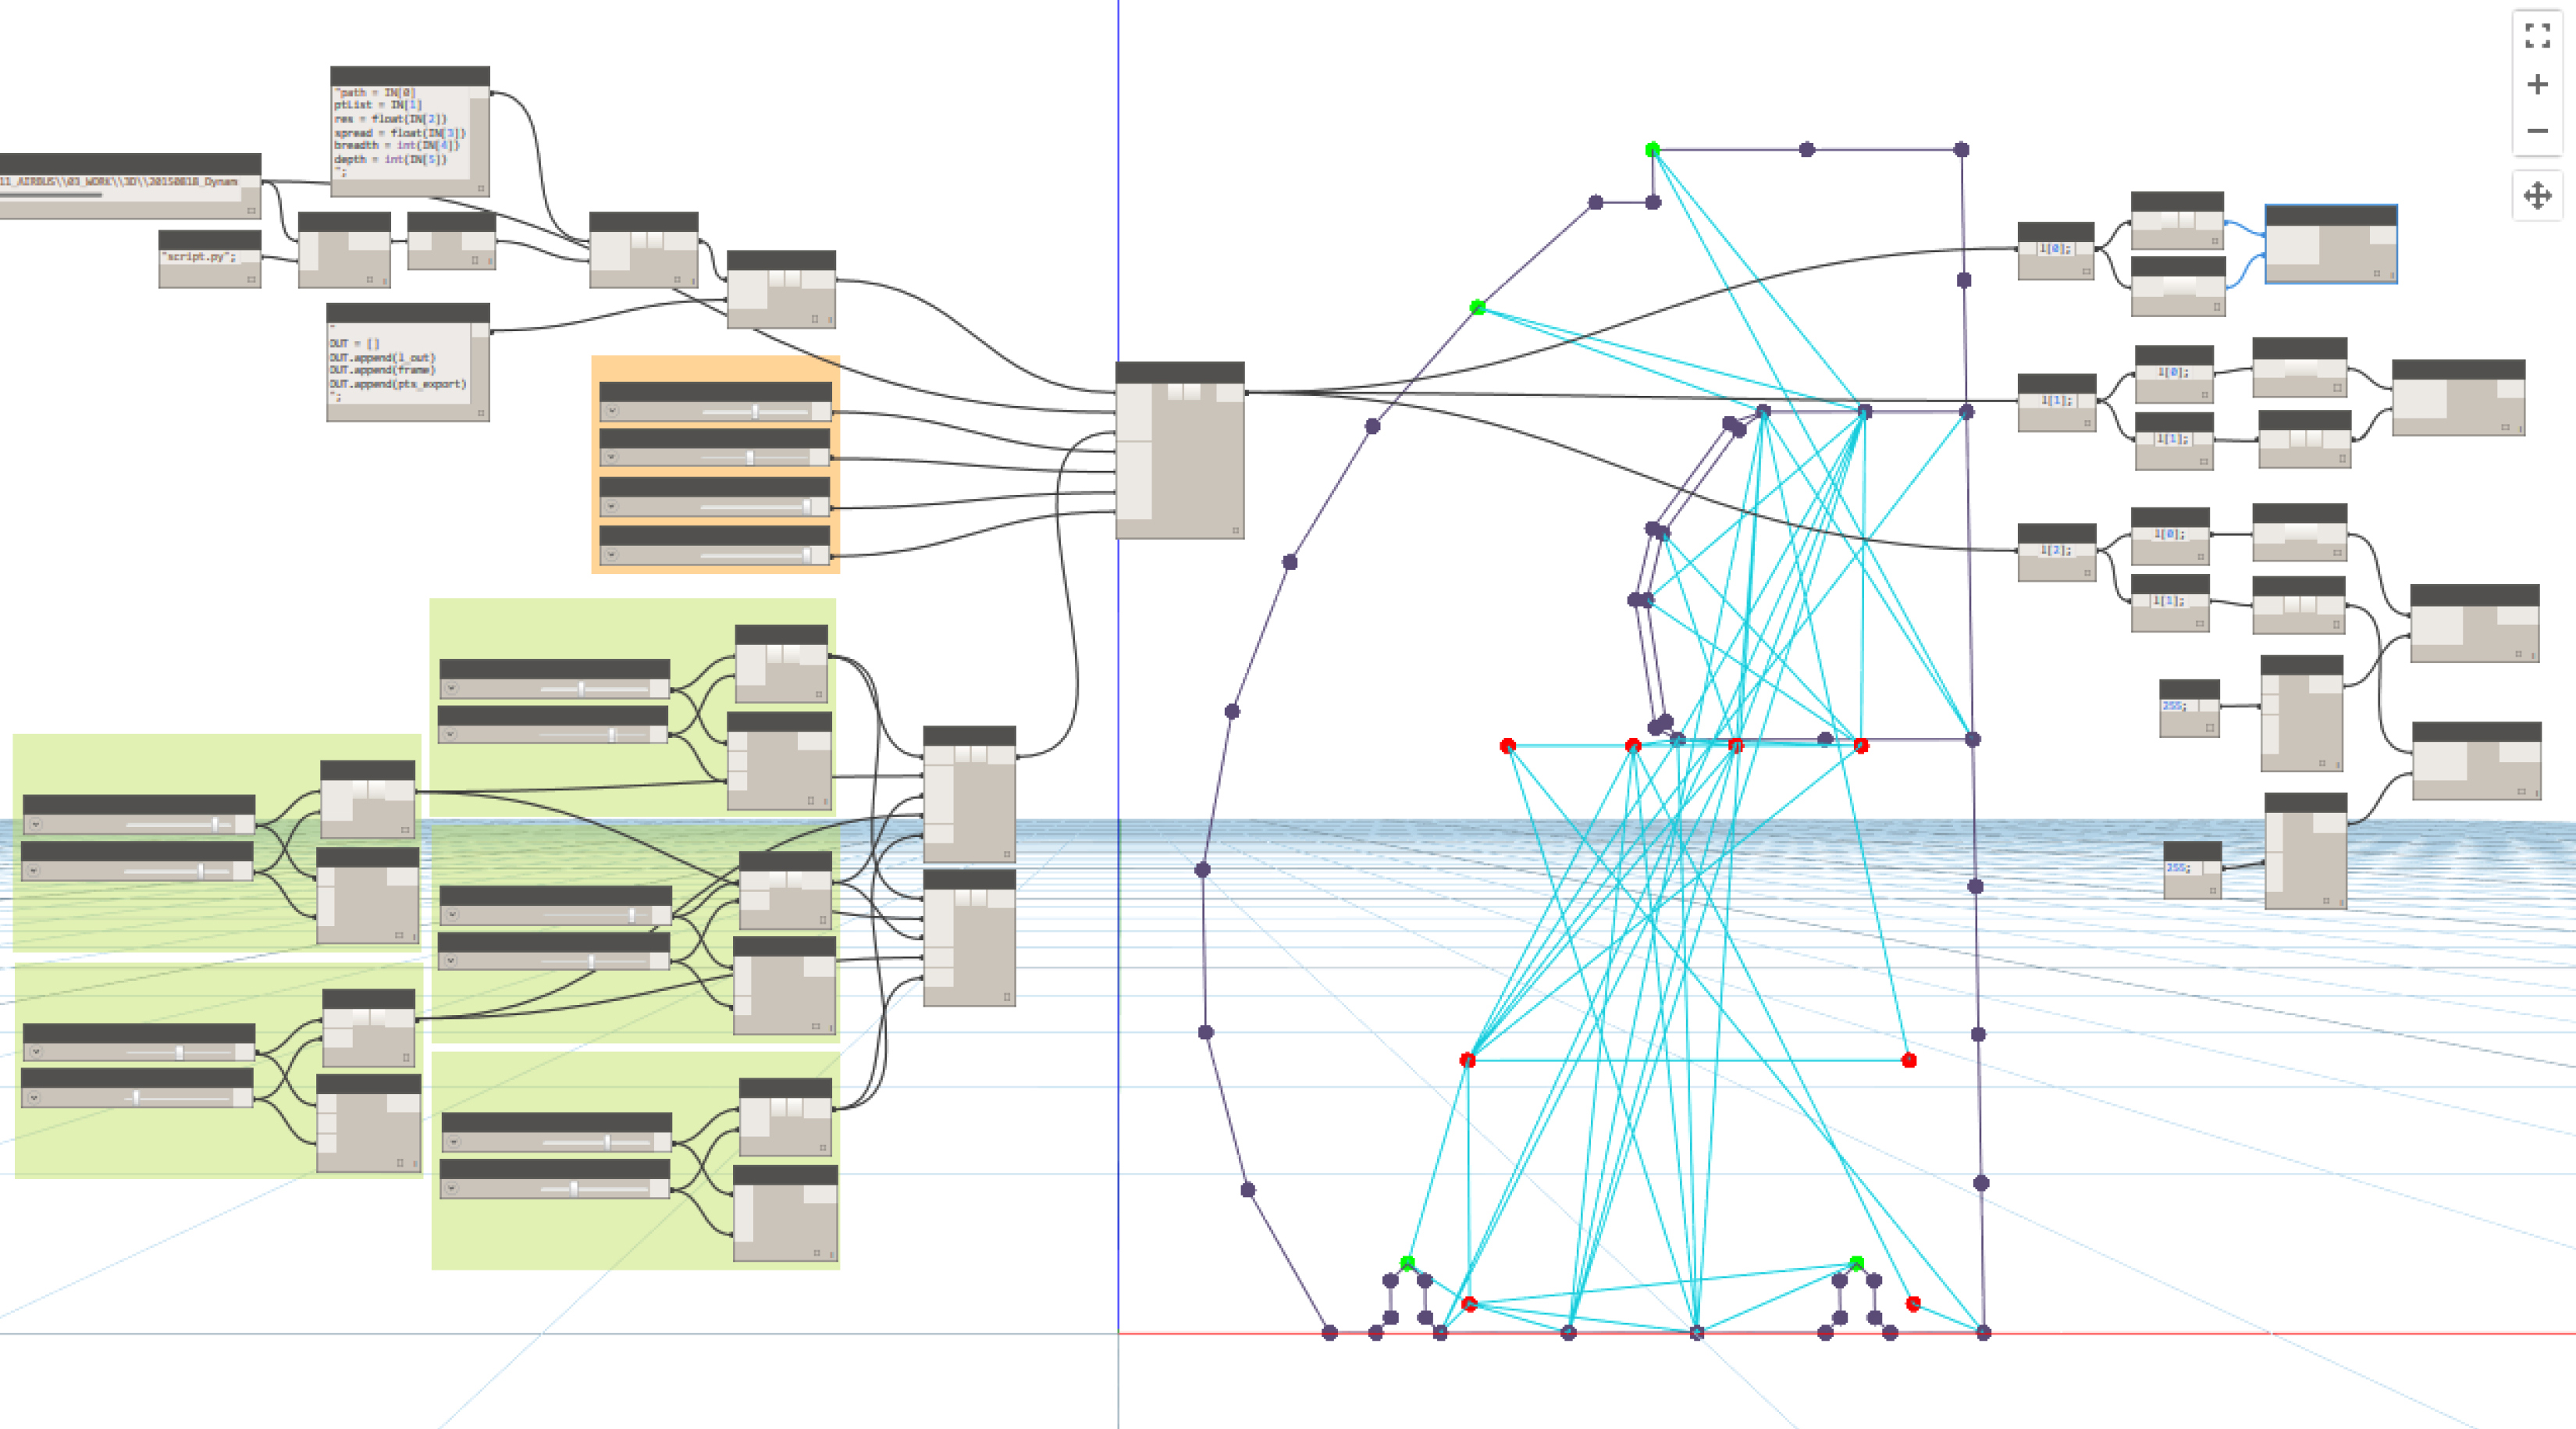 "path = IN[0]
ptList = IN[1]
res = float(IN[2])
spread = float(IN[3])
breadth = int(IN[4])
depth = int(IN[5])
";
11_AIRBUS\\03_WORK\\3D\\20150818_Dynam
"script.py";
"
OUT = []
OUT.append(l_out)
OUT.append(frame)
OUT.append(pts_export)
";
l[0];
l[1];
l[0];
l[1];
l[2];
l[0];
l[1];
255;
255;